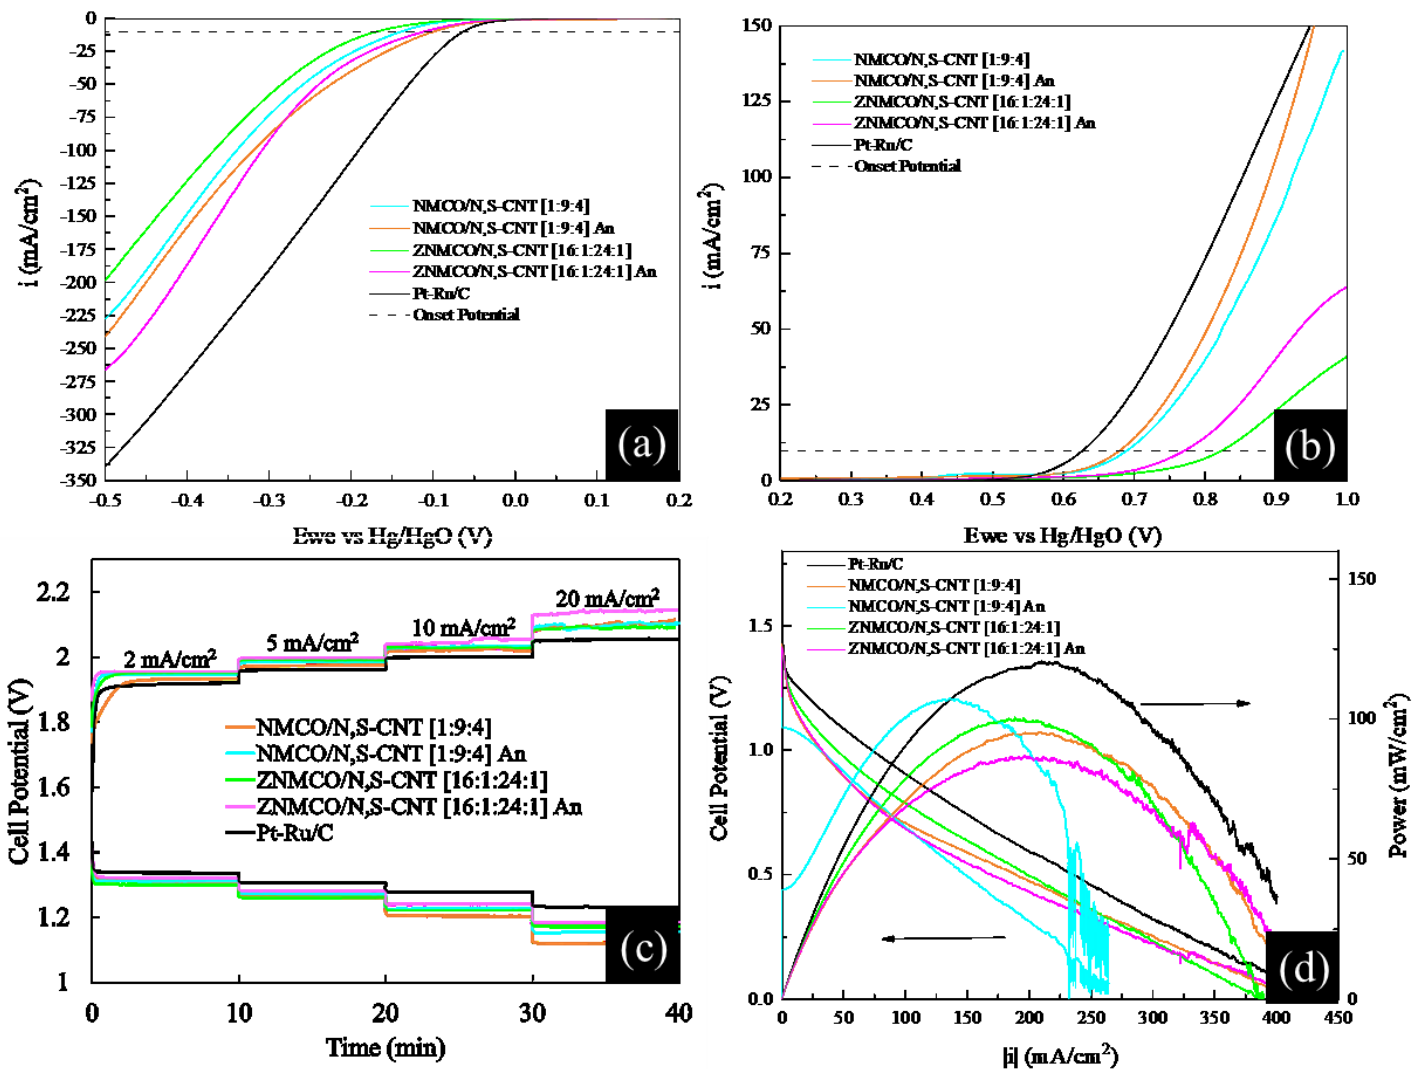 0
-25
-50
-75
-100
-125
-150
-175
-200
-225
-250
-275
-300
-325
-350
i (mA/cm²)
NMCO/N,S-CNT [1:9:4]
NMCO/N,S-CNT [1:9:4] An
ZNMCO/N,S-CNT [16:1:24:1]
ZNMCO/N,S-CNT [16:1:24:1] An
Pt-Ru/C
Onset Potential
(a)
-0.5 -0.4 -0.3 -0.2 -0.1 0.0 0.1 0.2
Ewe vs Hg/HgO (V)
150
125
100
75
50
25
0
i (mA/cm²)
NMCO/N,S-CNT [1:9:4]
NMCO/N,S-CNT [1:9:4] An
ZNMCO/N,S-CNT [16:1:24:1]
ZNMCO/N,S-CNT [16:1:24:1] An
Pt-Ru/C
Onset Potential
(b)
0.2 0.3 0.4 0.5 0.6 0.7 0.8 0.9 1.0
Ewe vs Hg/HgO (V)
2.2
2
1.8
1.6
1.4
1.2
1
Cell Potential (V)
2 mA/cm²
5 mA/cm²
10 mA/cm²
20 mA/cm²
NMCO/N,S-CNT [1:9:4]
NMCO/N,S-CNT [1:9:4] An
ZNMCO/N,S-CNT [16:1:24:1]
ZNMCO/N,S-CNT [16:1:24:1] An
Pt-Ru/C
(c)
0 10 20 30 40
Time (min)
Pt-Ru/C
NMCO/N,S-CNT [1:9:4]
NMCO/N,S-CNT [1:9:4] An
ZNMCO/N,S-CNT [16:1:24:1]
ZNMCO/N,S-CNT [16:1:24:1] An
1.5
1.0
0.5
0.0
Cell Potential (V)
150
100
50
0
Power (mW/cm²)
(d)
0 50 100 150 200 250 300 350 400 450
|i| (mA/cm²)